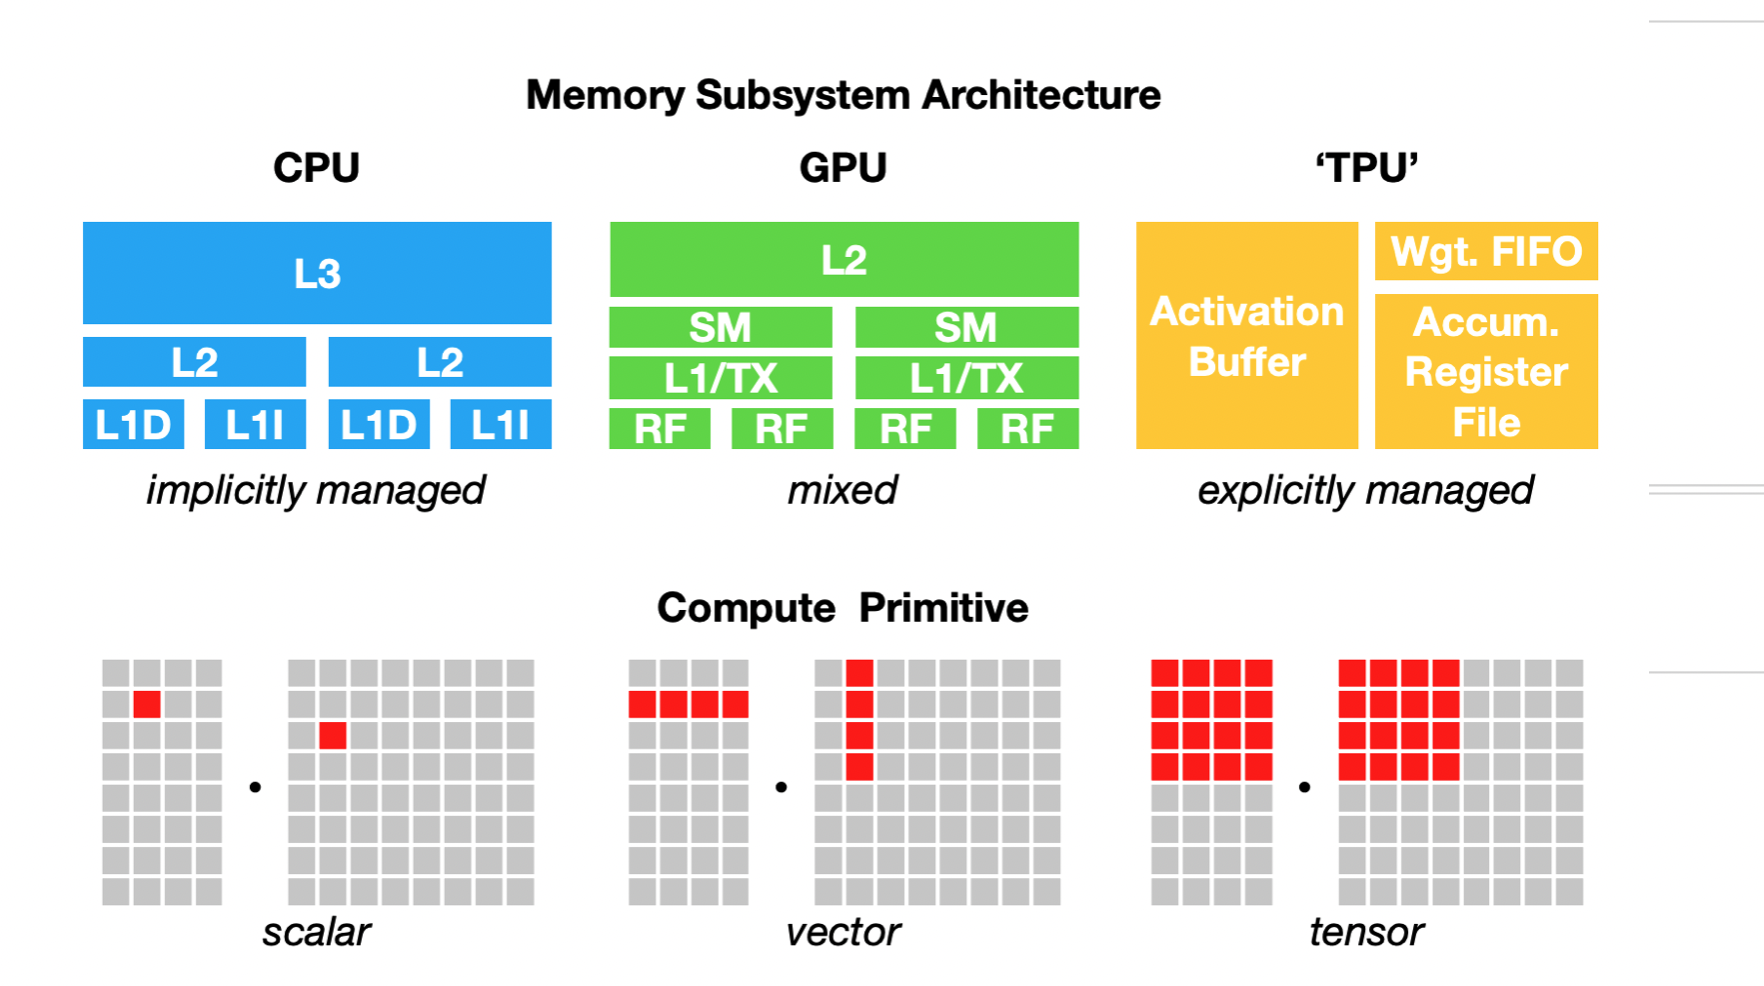 Memory Subsystem Architecture
CPU
GPU
‘TPU’
L3
L2 L2
L1D L1I L1D L1I
implicitly managed
L2
SM SM
L1/TX L1/TX
RF RF RF RF
mixed
Activation
Buffer
Wgt. FIFO
Accum.
Register
File
explicitly managed
Compute Primitive
scalar
vector
tensor